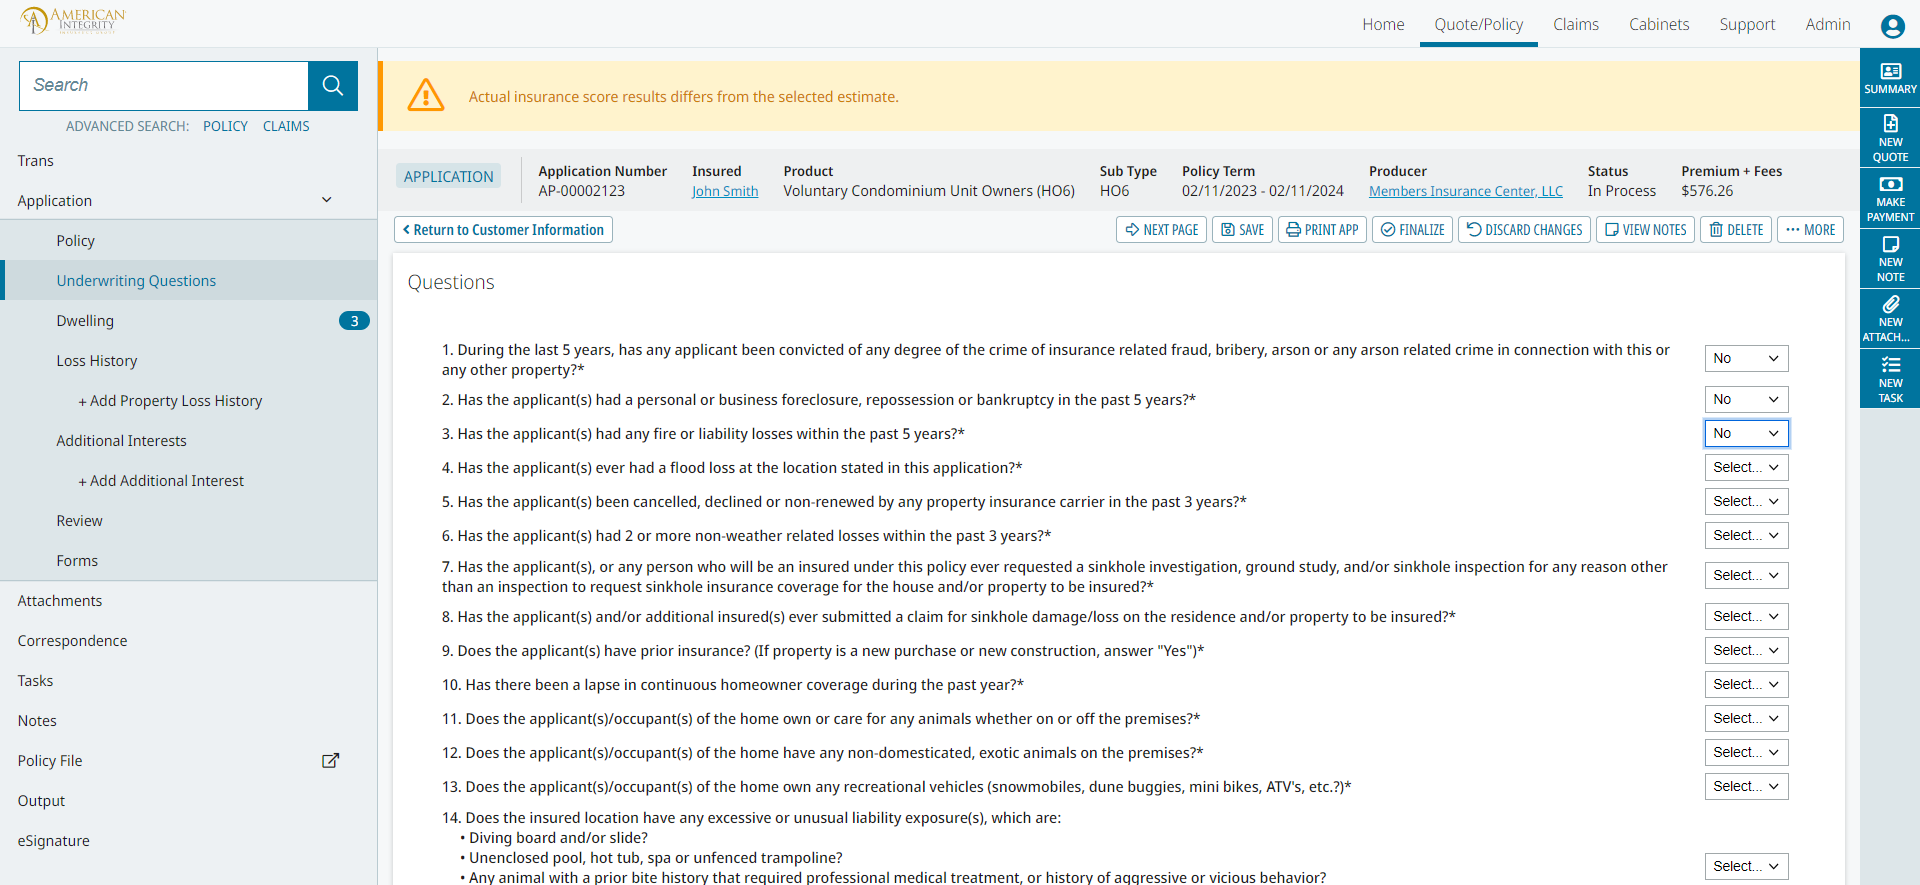 AMERICAN
INTEGRITY
Home
Quote/Policy
Claims
Cabinets
Support
Admin
Search
ADVANCED SEARCH: POLICY CLAIMS
Trans
Application
Policy
Underwriting Questions
Dwelling
3
Loss History
+ Add Property Loss History
Additional Interests
+ Add Additional Interest
Review
Forms
Attachments
Correspondence
Tasks
Notes
Policy File
Output
eSignature
Actual insurance score results differs from the selected estimate.
APPLICATION
Application Number
AP-00002123
Insured
John Smith
Product
Voluntary Condominium Unit Owners (HO6)
Sub Type
HO6
Policy Term
02/11/2023 - 02/11/2024
Producer
Members Insurance Center, LLC
Status
In Process
Premium + Fees
$576.26
Return to Customer Information
NEXT PAGE
SAVE
PRINT APP
FINALIZE
DISCARD CHANGES
VIEW NOTES
DELETE
MORE
Questions
1. During the last 5 years, has any applicant been convicted of any degree of the crime of insurance related fraud, bribery, arson or any arson related crime in connection with this or
any other property?*
No
2. Has the applicant(s) had a personal or business foreclosure, repossession or bankruptcy in the past 5 years?*
No
3. Has the applicant(s) had any fire or liability losses within the past 5 years?*
No
4. Has the applicant(s) ever had a flood loss at the location stated in this application?*
Select...
5. Has the applicant(s) been cancelled, declined or non-renewed by any property insurance carrier in the past 3 years?*
Select...
6. Has the applicant(s) had 2 or more non-weather related losses within the past 3 years?*
Select...
7. Has the applicant(s), or any person who will be an insured under this policy ever requested a sinkhole investigation, ground study, and/or sinkhole inspection for any reason other
than an inspection to request sinkhole insurance coverage for the house and/or property to be insured?*
Select...
8. Has the applicant(s) and/or additional insured(s) ever submitted a claim for sinkhole damage/loss on the residence and/or property to be insured?*
Select...
9. Does the applicant(s) have prior insurance? (If property is a new purchase or new construction, answer "Yes")*
Select...
10. Has there been a lapse in continuous homeowner coverage during the past year?*
Select...
11. Does the applicant(s)/occupant(s) of the home own or care for any animals whether on or off the premises?*
Select...
12. Does the applicant(s)/occupant(s) of the home have any non-domesticated, exotic animals on the premises?*
Select...
13. Does the applicant(s)/occupant(s) of the home own any recreational vehicles (snowmobiles, dune buggies, mini bikes, ATV's, etc.?)*
Select...
14. Does the insured location have any excessive or unusual liability exposure(s), which are:
• Diving board and/or slide?
• Unenclosed pool, hot tub, spa or unfenced trampoline?
• Any animal with a prior bite history that required professional medical treatment, or history of aggressive or vicious behavior?
Select...
SUMMARY
NEW
QUOTE
MAKE
PAYMENT
NEW
NOTE
NEW
ATTACH...
NEW
TASK